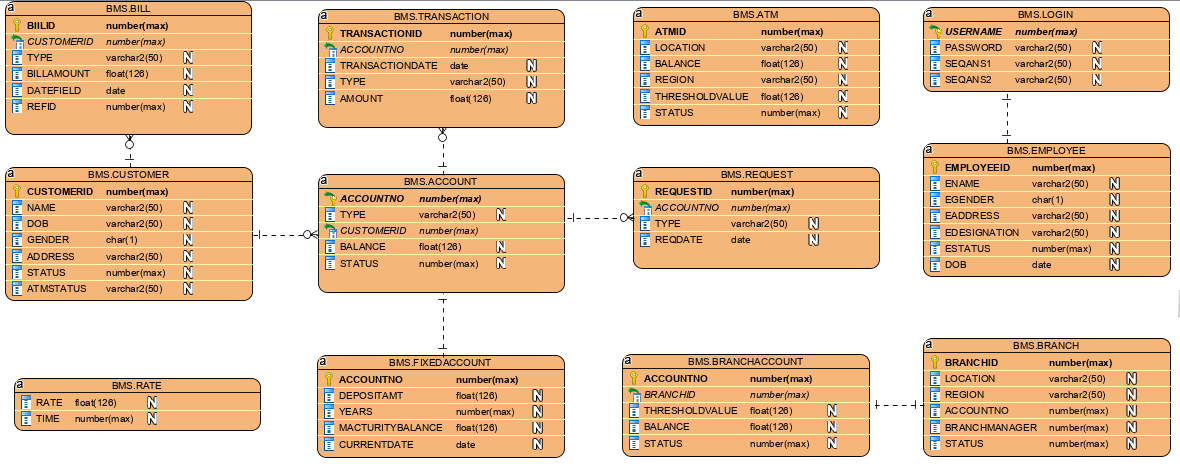 BMS.BILL
BIILID number(max)
CUSTOMERID number(max)
TYPE varchar2(50) N
BILLAMOUNT float(126) N
DATEFIELD date N
REFID number(max) N
BMS.TRANSACTION
TRANSACTIONID number(max)
ACCOUNTNO number(max)
TRANSACTIONDATE date N
TYPE varchar2(50) N
AMOUNT float(126) N
BMS.ATM
ATMID number(max)
LOCATION varchar2(50) N
BALANCE float(126) N
REGION varchar2(50) N
THRESHOLDVALUE float(126) N
STATUS number(max) N
BMS.LOGIN
USERNAME number(max)
PASSWORD varchar2(50) N
SEQANS1 varchar2(50) N
SEQANS2 varchar2(50) N
BMS.CUSTOMER
CUSTOMERID number(max)
NAME varchar2(50) N
DOB varchar2(50) N
GENDER char(1) N
ADDRESS varchar2(50) N
STATUS number(max) N
ATMSTATUS varchar2(50) N
BMS.ACCOUNT
ACCOUNTNO number(max)
TYPE varchar2(50) N
CUSTOMERID number(max)
BALANCE float(126) N
STATUS number(max) N
BMS.REQUEST
REQUESTID number(max)
ACCOUNTNO number(max)
TYPE varchar2(50) N
REQDATE date N
BMS.EMPLOYEE
EMPLOYEEID number(max)
ENAME varchar2(50) N
EGENDER char(1) N
EADDRESS varchar2(50) N
EDESIGNATION varchar2(50) N
ESTATUS number(max) N
DOB date N
BMS.RATE
RATE float(126) N
TIME number(max) N
BMS.FIXEDACCOUNT
ACCOUNTNO number(max)
DEPOSITAMT float(126) N
YEARS number(max) N
MACTURITYBALANCE float(126) N
CURRENTDATE date N
BMS.BRANCHACCOUNT
ACCOUNTNO number(max)
BRANCHID number(max)
THRESHOLDVALUE float(126) N
BALANCE float(126) N
STATUS number(max) N
BMS.BRANCH
BRANCHID number(max)
LOCATION varchar2(50) N
REGION varchar2(50) N
ACCOUNTNO number(max) N
BRANCHMANAGER number(max) N
STATUS number(max) N